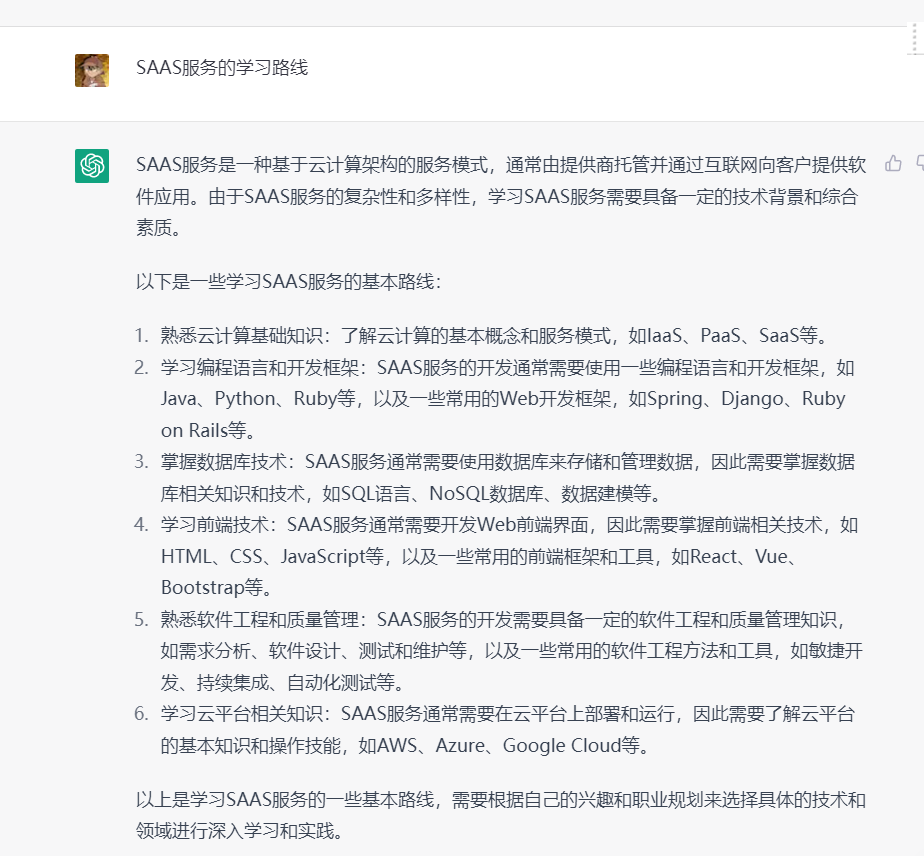 SAAS服务的学习路线
SAAS服务是一种基于云计算架构的服务模式，通常由提供商托管并通过互联网向客户提供软
件应用。由于SAAS服务的复杂性和多样性，学习SAAS服务需要具备一定的技术背景和综合
素质。
以下是一些学习SAAS服务的基本路线：
1. 熟悉云计算基础知识：了解云计算的基本概念和服务模式，如IaaS、PaaS、SaaS等。
2. 学习编程语言和开发框架：SAAS服务的开发通常需要使用一些编程语言和开发框架，如
Java、Python、Ruby等，以及一些常用的Web开发框架，如Spring、Django、Ruby
on Rails等。
3. 掌握数据库技术：SAAS服务通常需要使用数据库来存储和管理数据，因此需要掌握数据
库相关知识和技术，如SQL语言、NoSQL数据库、数据建模等。
4. 学习前端技术：SAAS服务通常需要开发Web前端界面，因此需要掌握前端相关技术，如
HTML、CSS、JavaScript等，以及一些常用的前端框架和工具，如React、Vue、
Bootstrap等。
5. 熟悉软件工程和质量管理：SAAS服务的开发需要具备一定的软件工程和质量管理知识，
如需求分析、软件设计、测试和维护等，以及一些常用的软件工程方法和工具，如敏捷开
发、持续集成、自动化测试等。
6. 学习云平台相关知识：SAAS服务通常需要在云平台上部署和运行，因此需要了解云平台
的基本知识和操作技能，如AWS、Azure、Google Cloud等。
以上是学习SAAS服务的一些基本路线，需要根据自己的兴趣和职业规划来选择具体的技术和
领域进行深入学习和实践。